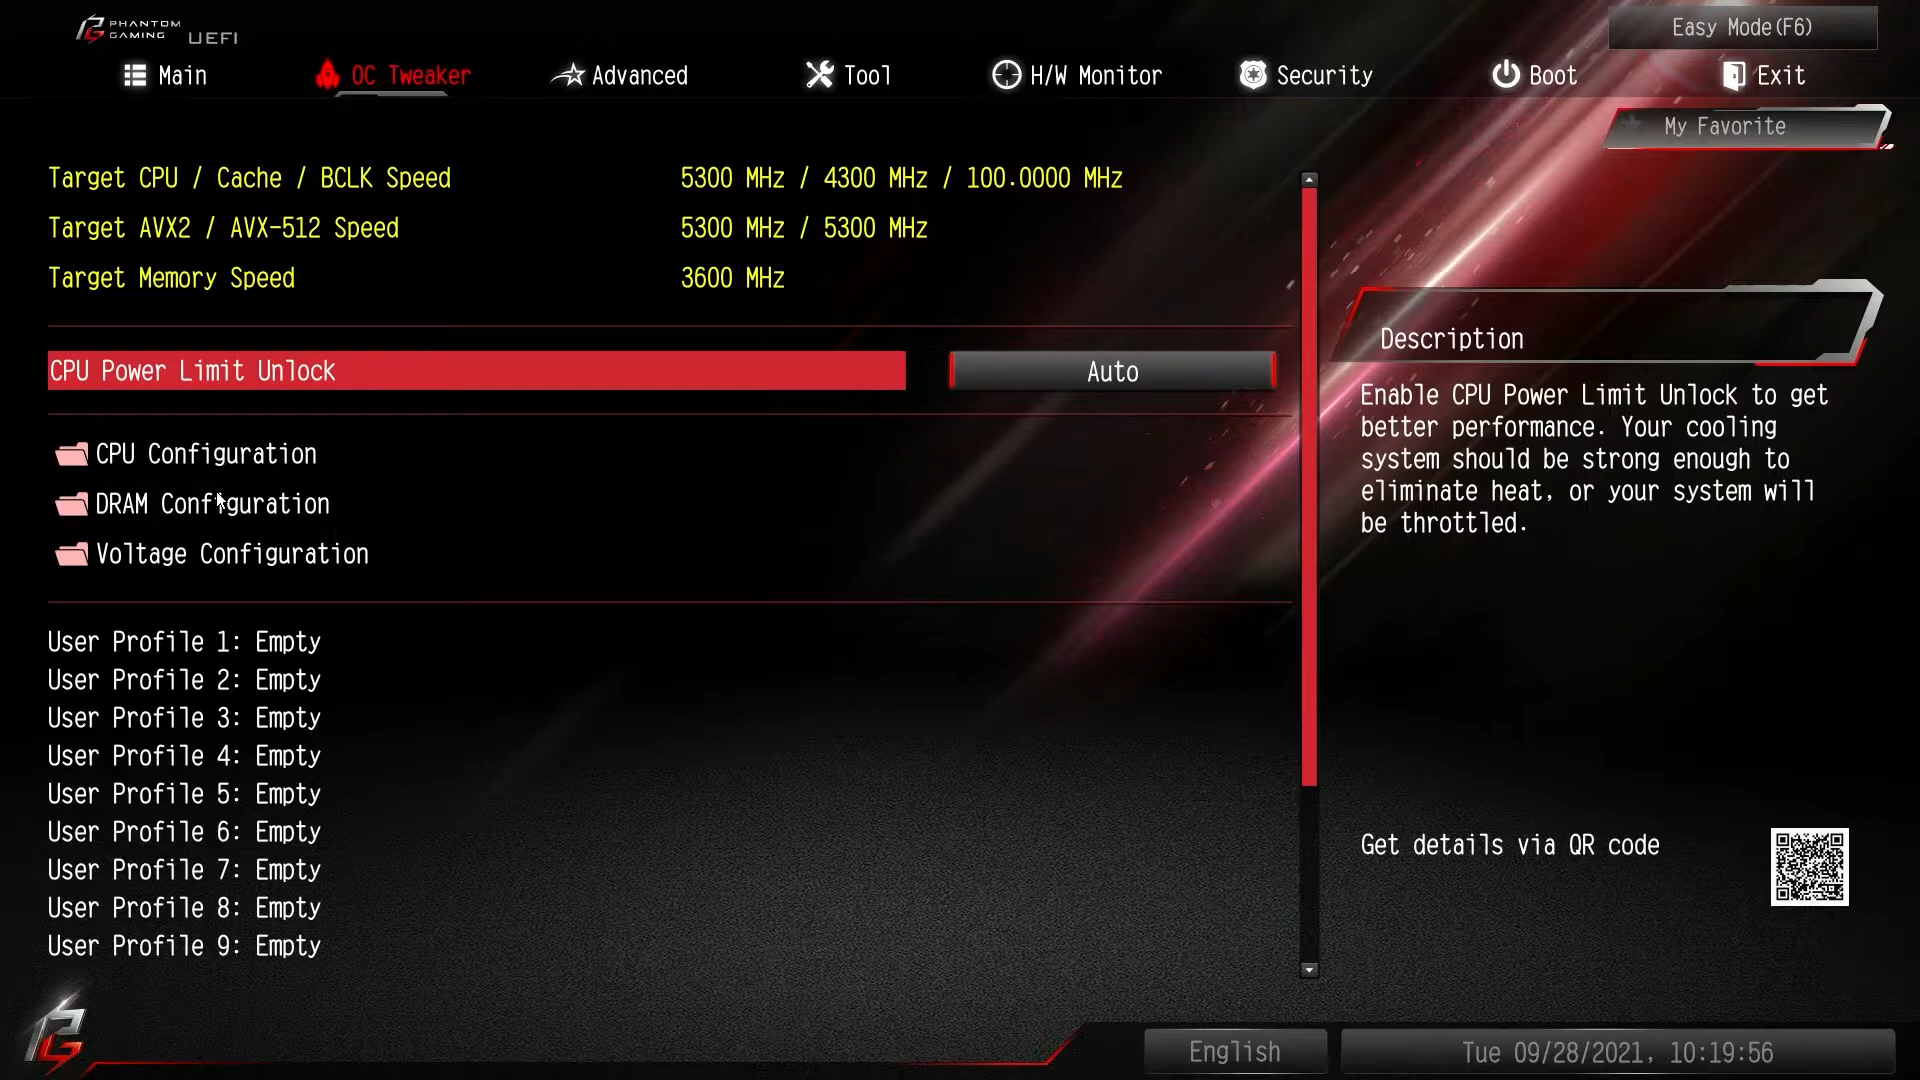 PHANTOM GAMING UEFI
Easy Mode(F6)
Main OC Tweaker Advanced Tool H/W Monitor Security Boot Exit
My Favorite
Target CPU / Cache / BCLK Speed 5300 MHz / 4300 MHz / 100.0000 MHz
Target AVX2 / AVX-512 Speed 5300 MHz / 5300 MHz
Target Memory Speed 3600 MHz
CPU Power Limit Unlock Auto
CPU Configuration
DRAM Configuration
Voltage Configuration
User Profile 1: Empty
User Profile 2: Empty
User Profile 3: Empty
User Profile 4: Empty
User Profile 5: Empty
User Profile 6: Empty
User Profile 7: Empty
User Profile 8: Empty
User Profile 9: Empty
Description
Enable CPU Power Limit Unlock to get
better performance. Your cooling
system should be strong enough to
eliminate heat, or your system will
be throttled.
Get details via QR code
English
Tue 09/28/2021, 10:19:56